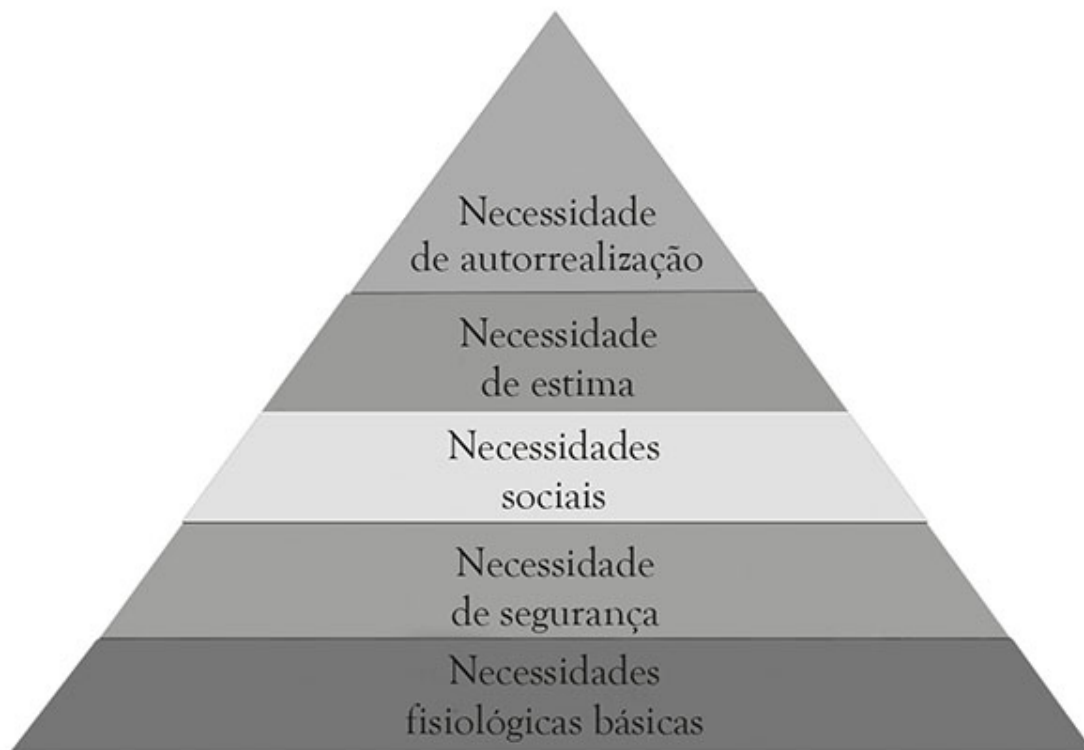 Necessidade
de autorrealização
Necessidade
de estima
Necessidades
sociais
Necessidade
de segurança
Necessidades
fisiológicas básicas